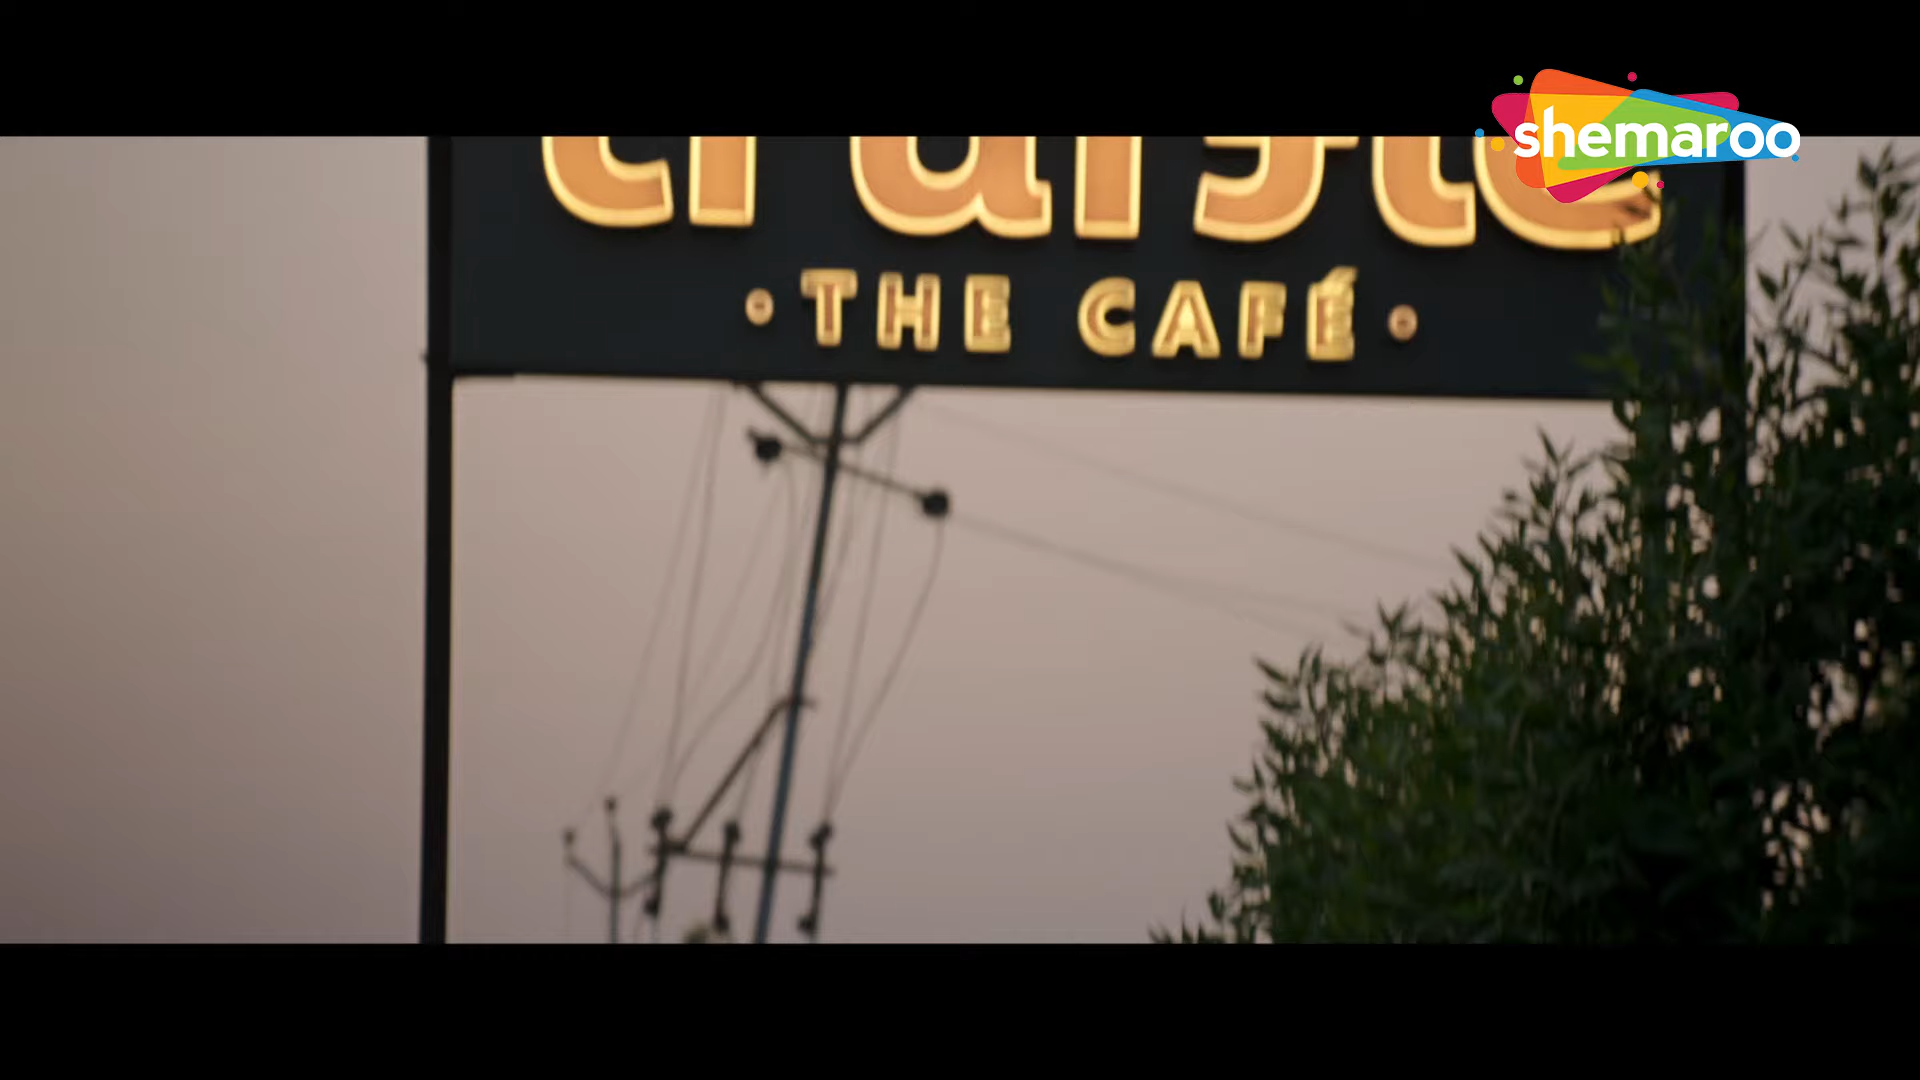 shemaroo
• THE CAFÉ •